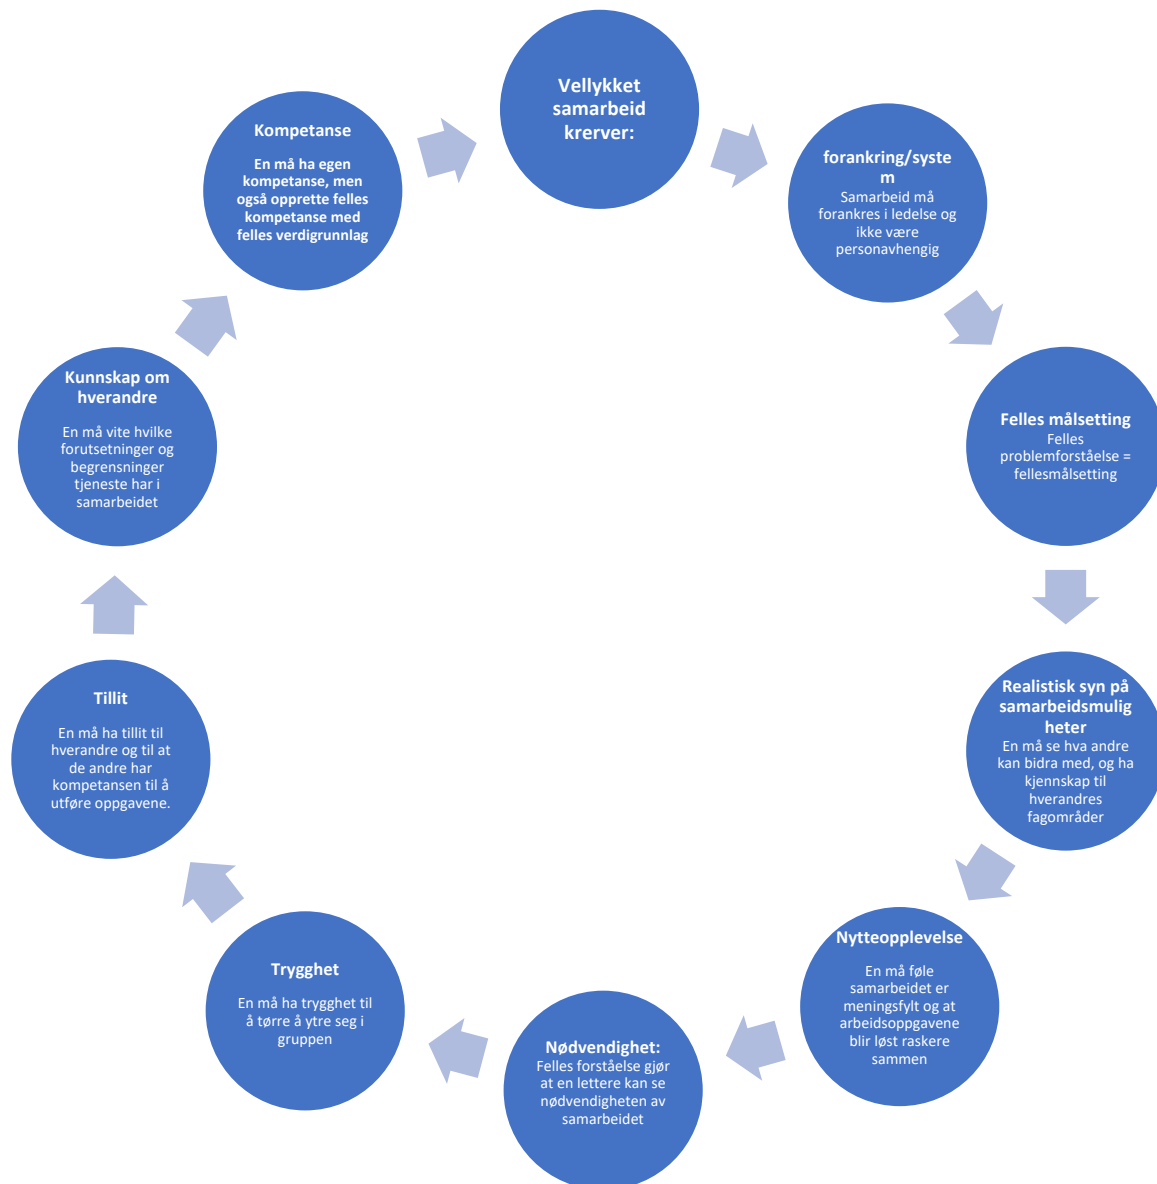 Vellykket
samarbeid
krerver:
forankring/syste
m
Samarbeid må
forankres i ledelse og
ikke være
personavhengig
Felles målsetting
Felles
problemforståelse =
fellesmålsetting
Realistisk syn på
samarbeidsmulig
heter
En må se hva andre
kan bidra med, og ha
kjennskap til
hverandres
fagområder
Nytteopplevelse
En må føle
samarbeidet er
meningsfylt og at
arbeidsoppgavene
blir løst raskere
sammen
Nødvendighet:
Felles forståelse gjør
at en lettere kan se
nødvendigheten av
samarbeidet
Trygghet
En må ha trygghet til
å tørre å ytre seg i
gruppen
Tillit
En må ha tillit til
hverandre og til at
de andre har
kompetansen til å
utføre oppgavene.
Kunnskap om
hverandre
En må vite hvilke
forutsetninger og
begrensninger
tjeneste har i
samarbeidet
Kompetanse
En må ha egen
kompetanse, men
også opprette felles
kompetanse med
felles verdigrunnlag